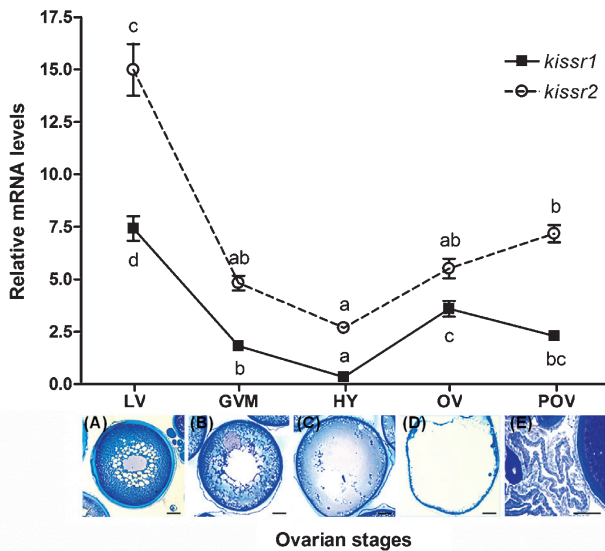 Relative mRNA levels
17.5
15.0
12.5
10.0
7.5
5.0
2.5
0.0
kissr1
kissr2
c
ab
a
ab
b
d
b
a
c
bc
LV GVM HY OV POV
(A) (B) (C) (D) (E)
Ovarian stages